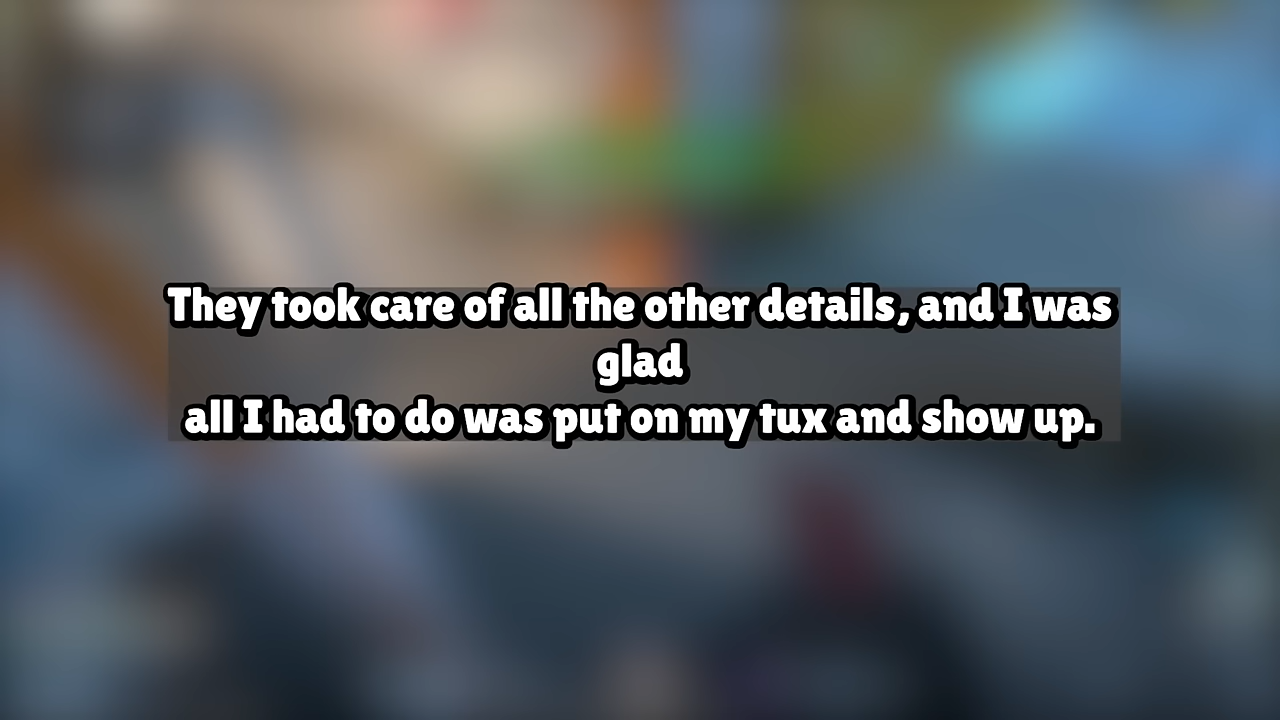 They took care of all the other details, and I was
glad
all I had to do was put on my tux and show up.